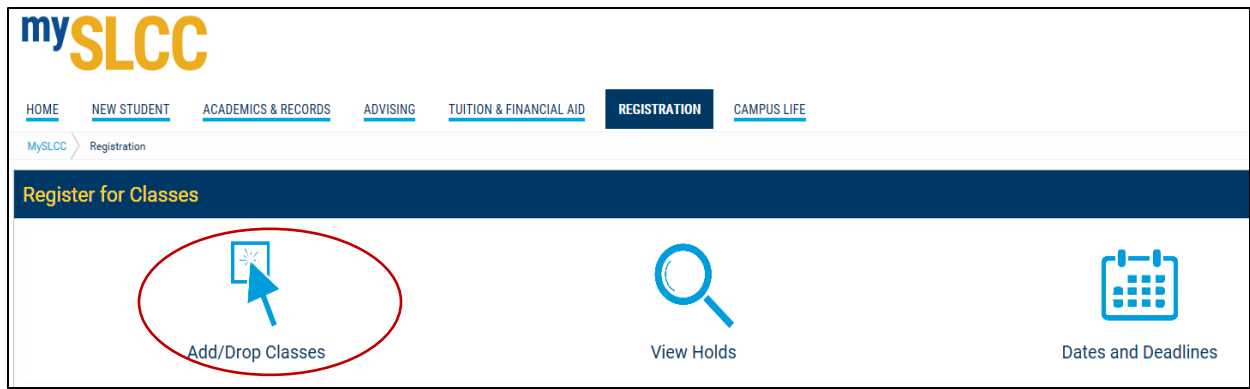 mySLCC
HOME NEW STUDENT ACADEMICS & RECORDS ADVISING TUITION & FINANCIAL AID REGISTRATION CAMPUS LIFE
MySLCC Registration
Register for Classes
Add/Drop Classes View Holds Dates and Deadlines